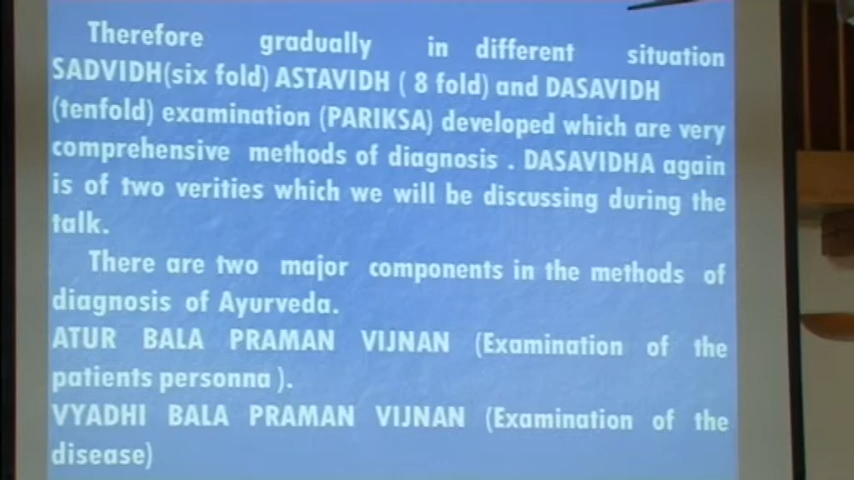 Therefore gradually in different situation
SADVIDH(six fold) ASTAVIDH ( 8 fold) and DASAVIDH
(tenfold) examination (PARIKSA) developed which are very
comprehensive methods of diagnosis . DASAVIDHA again
is of two verities which we will be discussing during the
talk.
There are two major components in the methods of
diagnosis of Ayurveda.
ATUR BALA PRAMAN VIJNAN (Examination of the
patients personna ).
VYADHI BALA PRAMAN VIJNAN (Examination of the
disease)